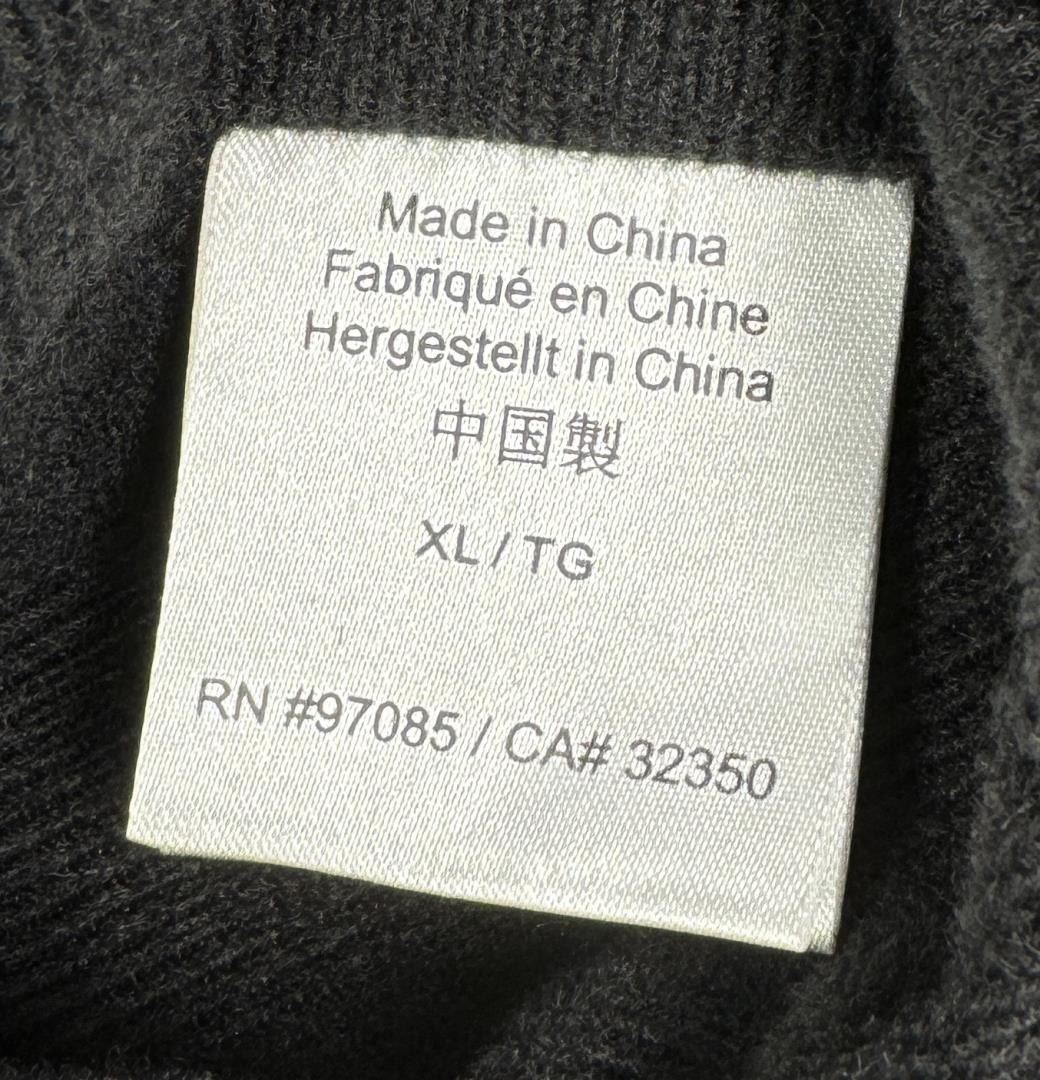 Made in China
Fabriqué en Chine
Hergestellt in China
中国製
XL / TG
RN #97085 / CA# 32350